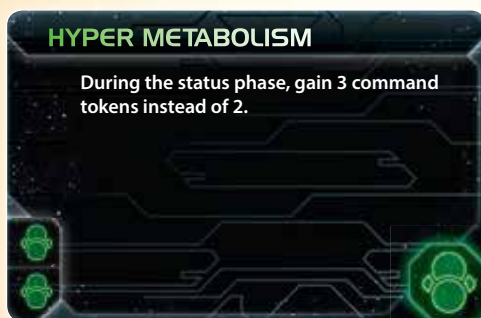 HYPER METABOLISM
During the status phase, gain 3 command
tokens instead of 2.